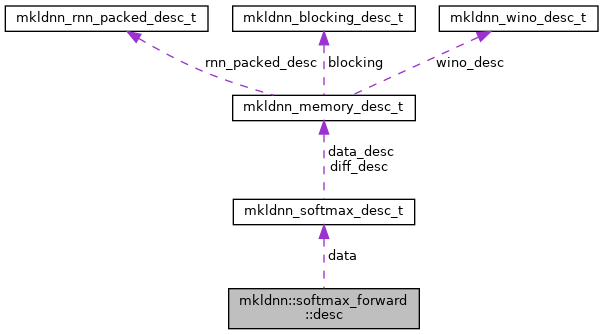 mkldnn_rnn_packed_desc_t
mkldnn_blocking_desc_t
mkldnn_wino_desc_t
rnn_packed_desc
blocking
wino_desc
mkldnn_memory_desc_t
data_desc
diff_desc
mkldnn_softmax_desc_t
data
mkldnn::softmax_forward
::desc